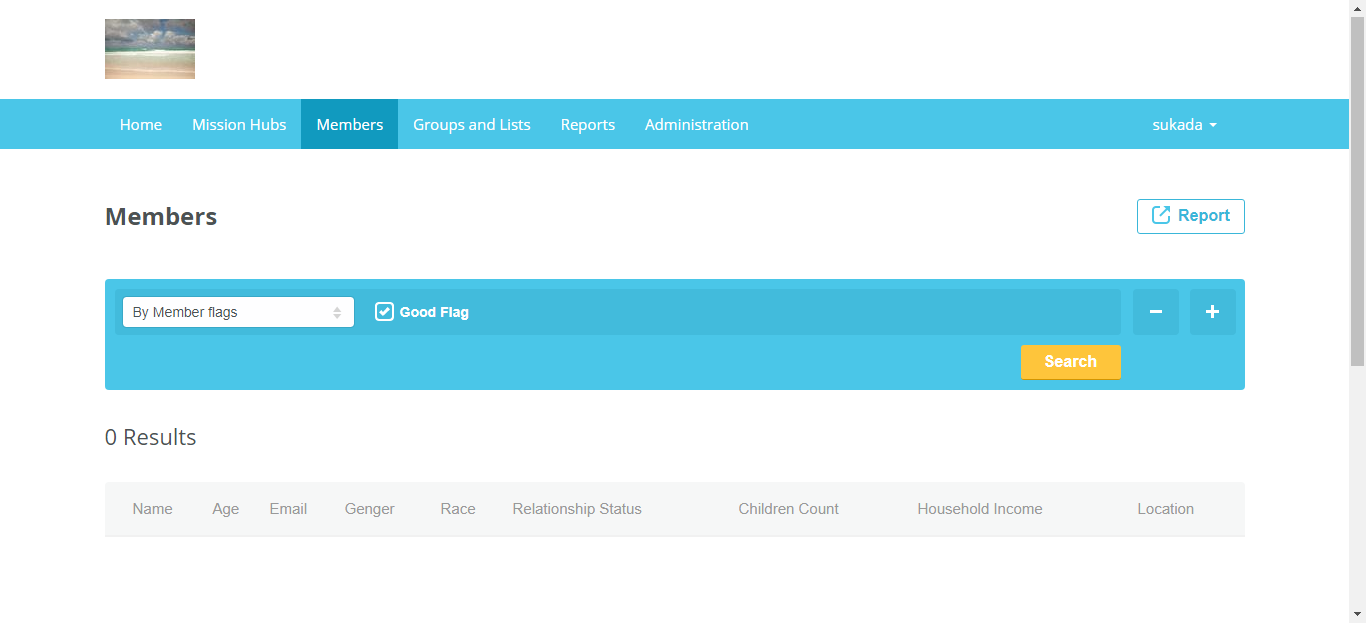 Home Mission Hubs Members Groups and Lists Reports Administration sukada
Members Report
By Member flags Good Flag
Search
0 Results
Name Age Email Genger Race Relationship Status Children Count Household Income Location